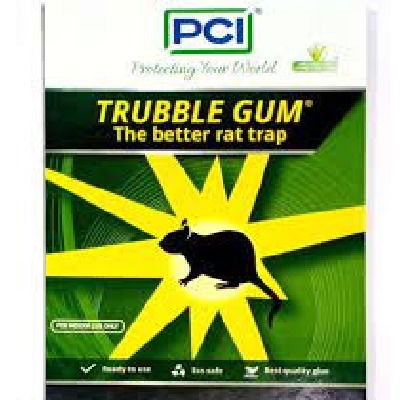 PCI®
Protecting Your World
TRUBBLE GUM®
The better rat trap
FOR INDOOR USE ONLY
Ready to use
Eco safe
Best quality glue